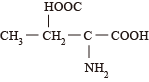 HOOC
CH3 — CH2 — C — COOH
NH2